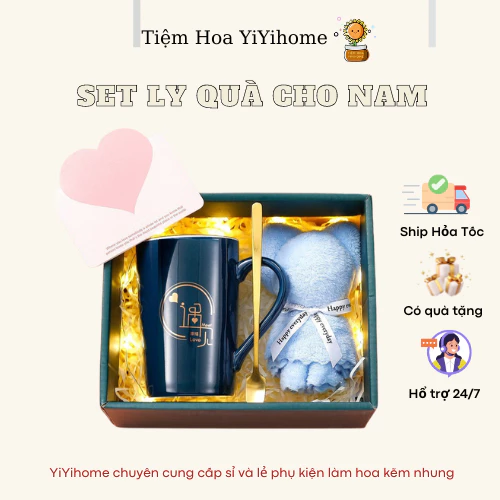 Tiệm Hoa YiYihome
SET LY QUÀ CHO NAM
Ship Hỏa Tốc
Có quà tặng
Hổ trợ 24/7
Love
Happy everyday
Happy everyday
YiYihome chuyên cung cấp sỉ và lẻ phụ kiện làm hoa kẽm nhung